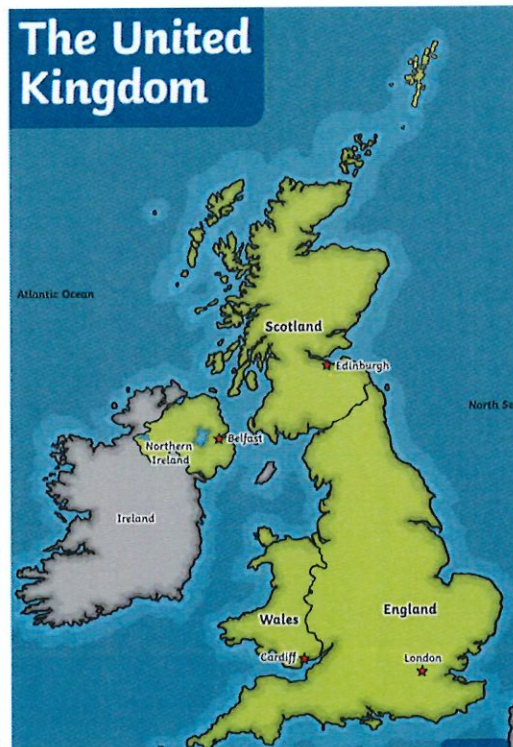 The United
Kingdom
Atlantic Ocean
Scotland
Edinburgh
North Se
Northern
Ireland
Belfast
Ireland
Wales
England
Cardiff
London